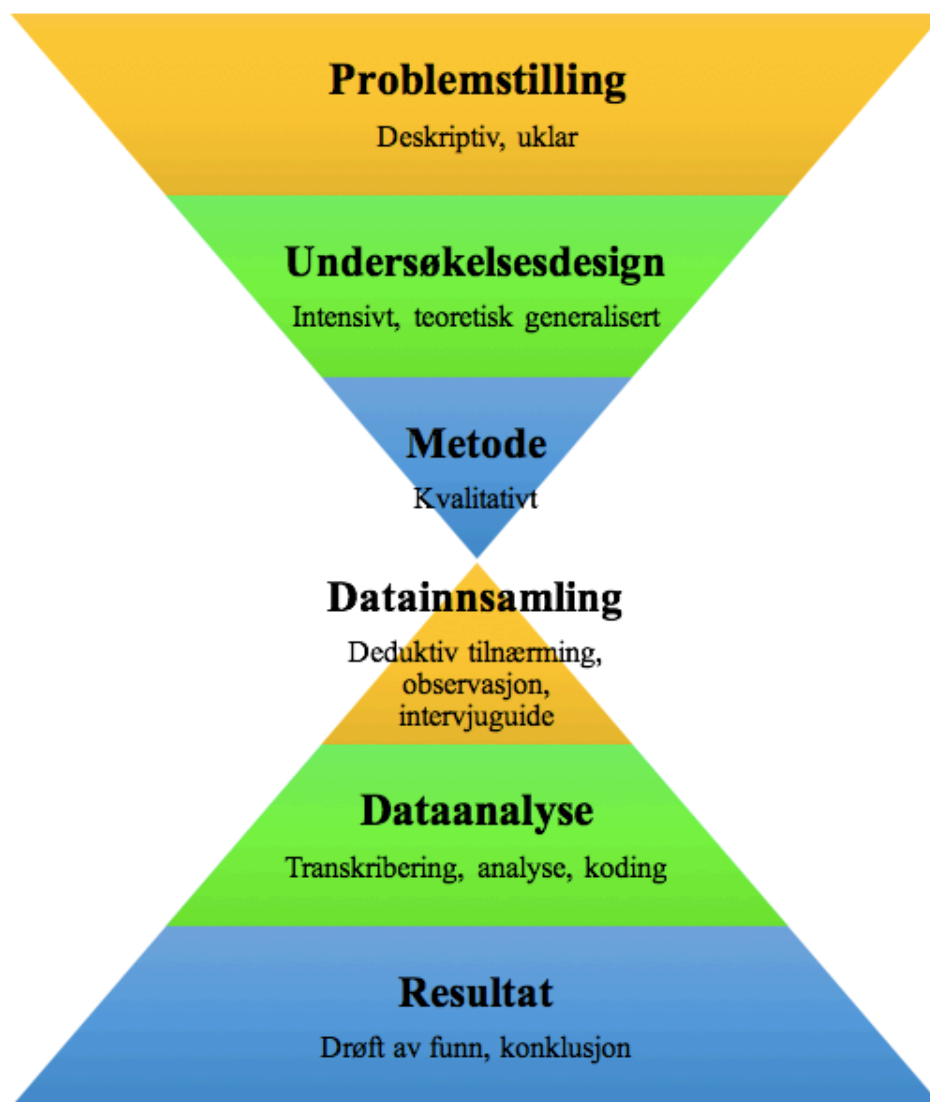 Problemstilling
Deskriptiv, uklar
Undersøkelsesdesign
Intensivt, teoretisk generalisert
Metode
Kvalitativt
Datainnsamling
Deduktiv tilnærming,
observasjon,
intervjuguide
Dataanalyse
Transkribering, analyse, koding
Resultat
Drøft av funn, konklusjon